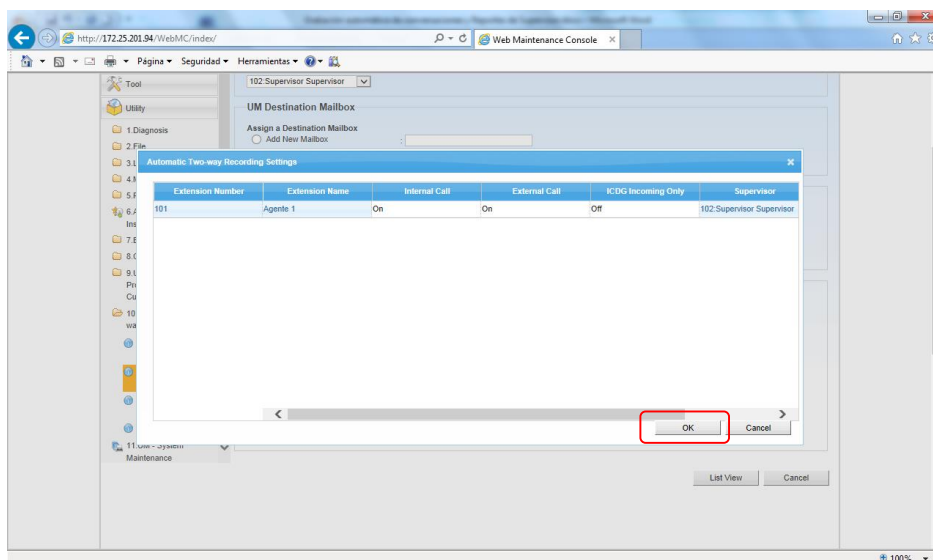 http://172.25.201.94/WebMC/index/
Web Maintenance Console
Página Seguridad Herramientas
Tool
102:Supervisor Supervisor
Utility
UM Destination Mailbox
1.Diagnosis
Assign a Destination Mailbox
Add New Mailbox :
2.File
Automatic Two-way Recording Settings
Extension Number Extension Name Internal Call External Call ICDG Incoming Only Supervisor
101 Agente 1 On On Off 102:Supervisor Supervisor
OK Cancel
11.UM - System
Maintenance
List View Cancel
100%